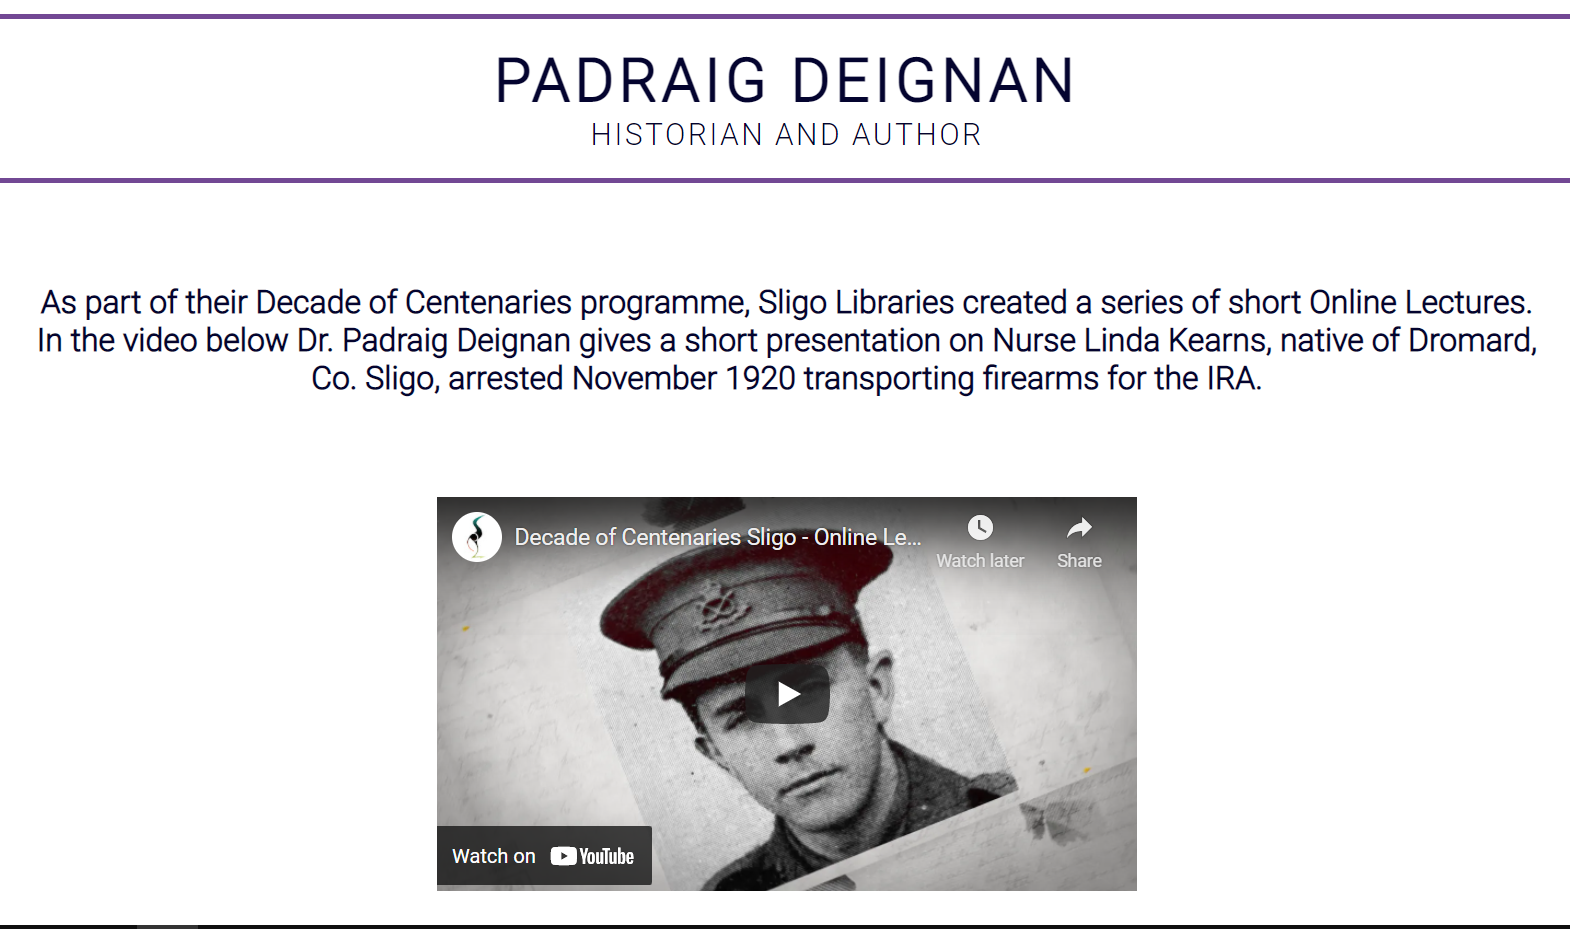 PADRAIG DEIGNAN
HISTORIAN AND AUTHOR
As part of their Decade of Centenaries programme, Sligo Libraries created a series of short Online Lectures.
In the video below Dr. Padraig Deignan gives a short presentation on Nurse Linda Kearns, native of Dromard,
Co. Sligo, arrested November 1920 transporting firearms for the IRA.
Decade of Centenaries Sligo - Online Le...
Watch later
Share
Watch on YouTube